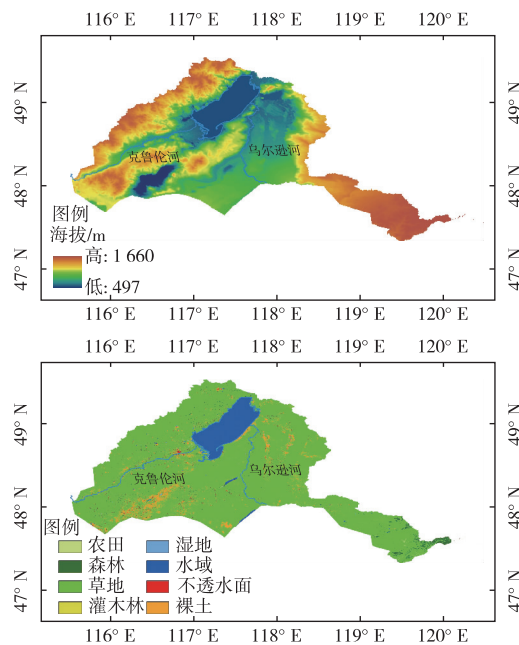 116° E 117° E 118° E 119° E 120° E
49° N 49° N
克鲁伦河 乌尔逊河
48° N 48° N
图例
海拔/m
高: 1 660
低: 497
47° N 47° N
116° E 117° E 118° E 119° E 120° E
116° E 117° E 118° E 119° E 120° E
49° N 49° N
克鲁伦河 乌尔逊河
48° N 48° N
图例
农田 湿地
森林 水域
草地 不透水面
灌木林 裸土
47° N 47° N
116° E 117° E 118° E 119° E 120° E